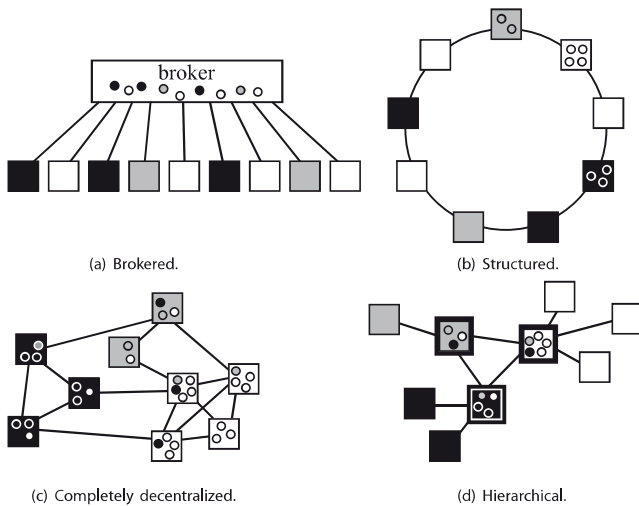 broker
(a) Brokered.
(b) Structured.
(c) Completely decentralized.
(d) Hierarchical.